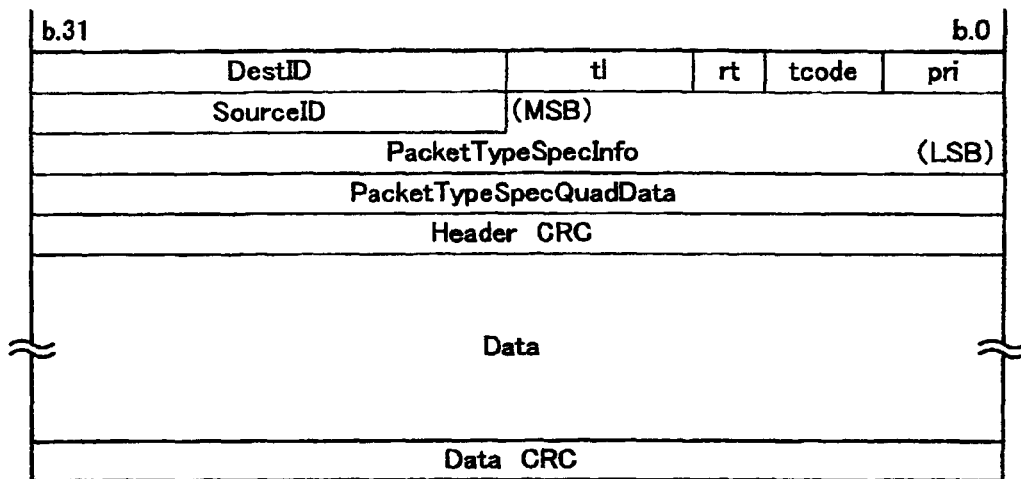 b.31 b.0
DestID tl rt tcode pri
SourceID (MSB)
PacketTypeSpecInfo (LSB)
PacketTypeSpecQuadData
Header CRC
Data
Data CRC